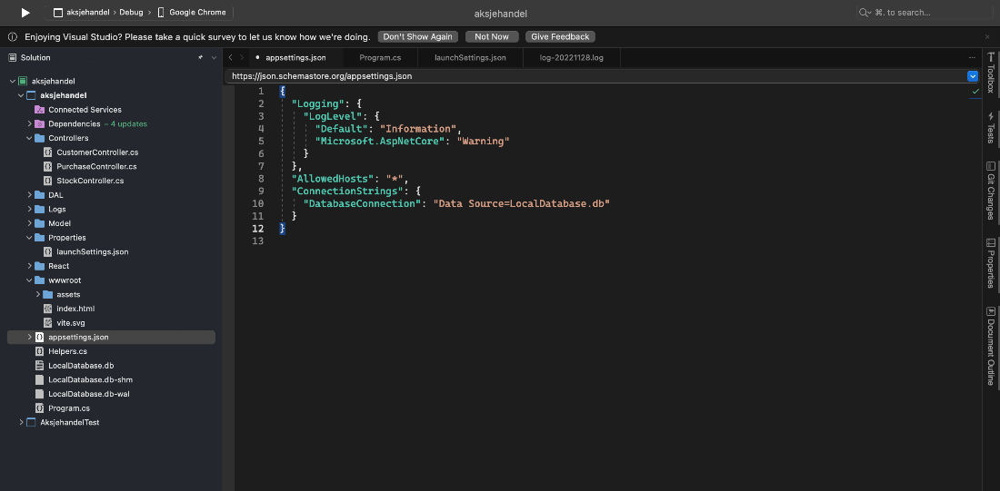 aksjehandel › Debug › Google Chrome
aksjehandel
⌘. to search...
Enjoying Visual Studio? Please take a quick survey to let us know how we're doing. Don't Show Again Not Now Give Feedback
Solution
appsettings.json Program.cs launchSettings.json log-20221128.log
https://json.schemastore.org/appsettings.json
aksjehandel
aksjehandel
Connected Services
Dependencies – 4 updates
Controllers
CustomerController.cs
PurchaseController.cs
StockController.cs
DAL
Logs
Model
Properties
launchSettings.json
React
wwwroot
assets
index.html
vite.svg
appsettings.json
Helpers.cs
LocalDatabase.db
LocalDatabase.db-shm
LocalDatabase.db-wal
Program.cs
AksjehandelTest
1 {
2 "Logging": {
3 "LogLevel": {
4 "Default": "Information",
5 "Microsoft.AspNetCore": "Warning"
6 }
7 },
8 "AllowedHosts": "*",
9 "ConnectionStrings": {
10 "DatabaseConnection": "Data Source=LocalDatabase.db"
11 }
12 }
13
Toolbox
Tests
Git Changes
Properties
Document Outline